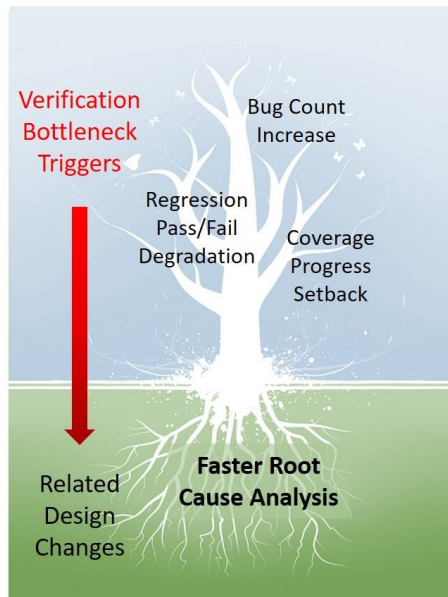 Verification
Bottleneck
Triggers
Bug Count
Increase
Regression
Pass/Fail
Degradation
Coverage
Progress
Setback
Faster Root
Cause Analysis
Related
Design
Changes